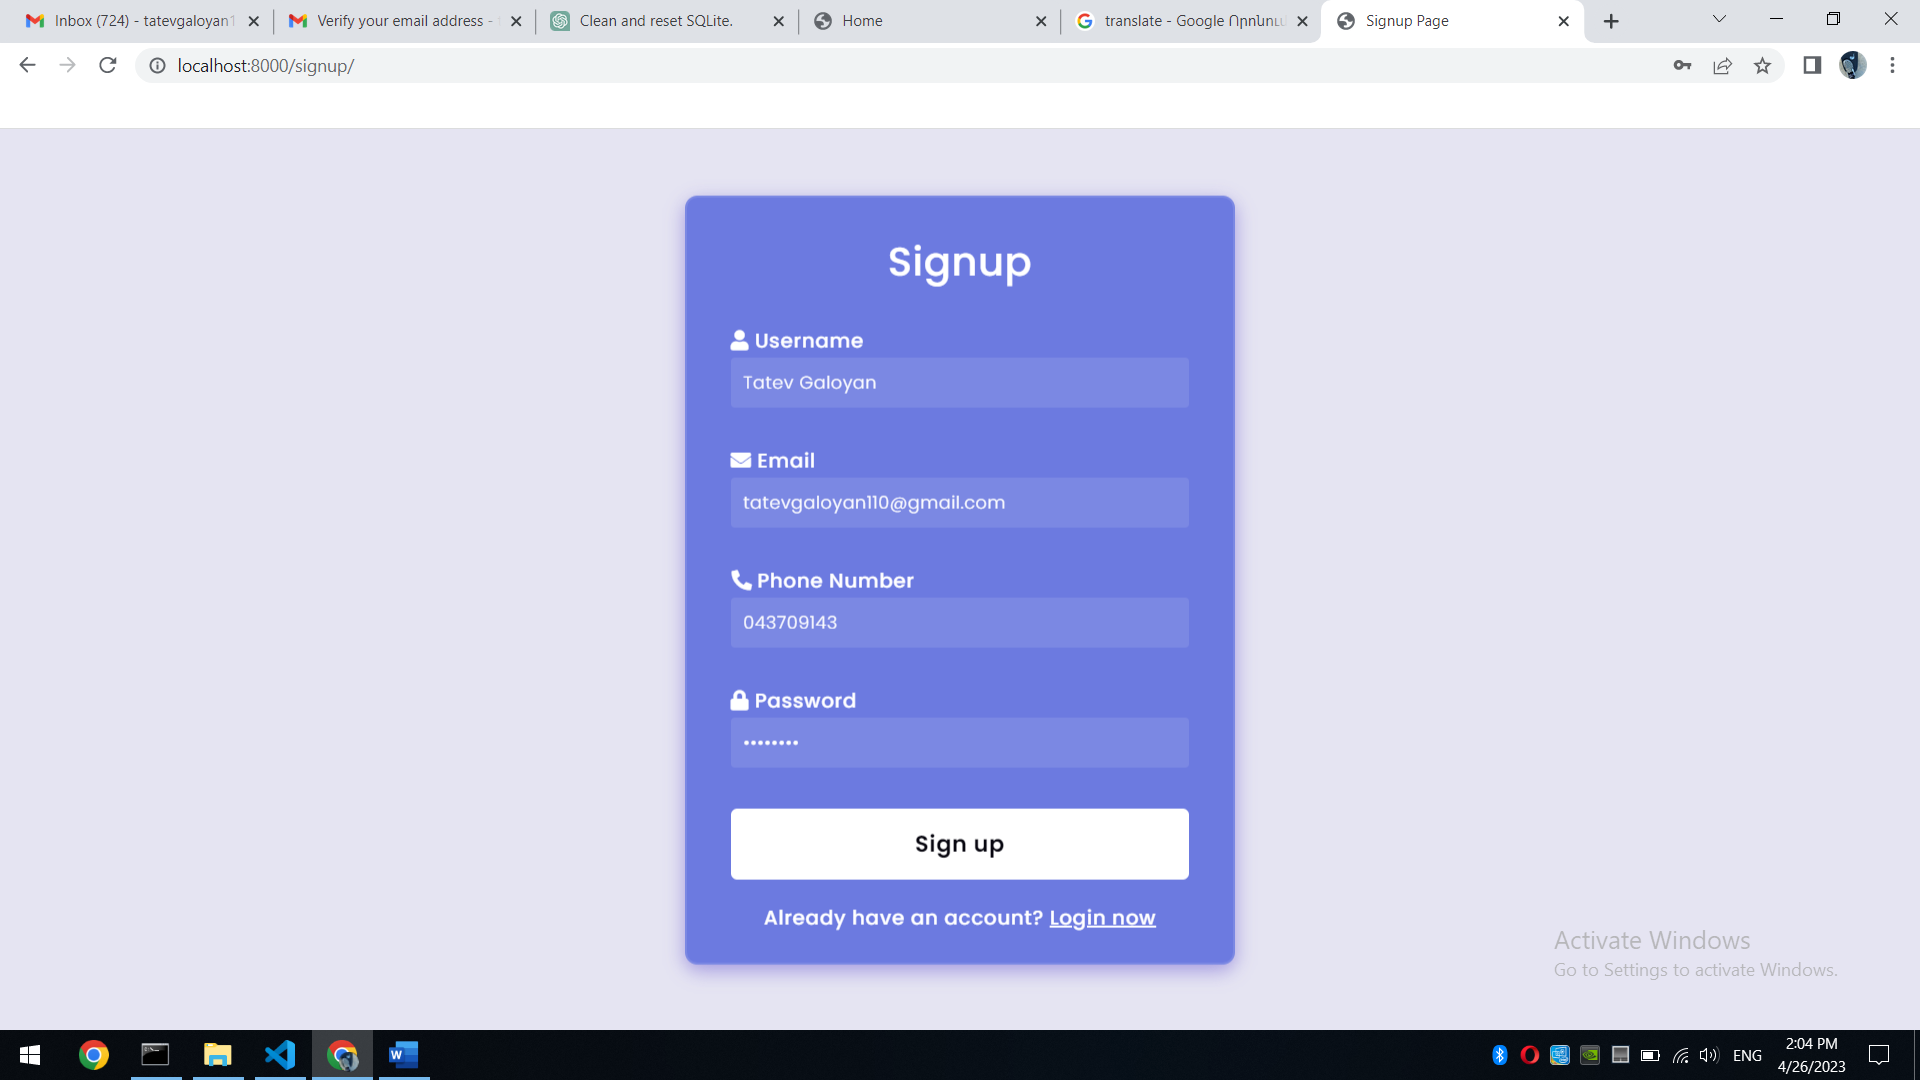 Inbox (724) - tatevgaloyan1
Verify your email address -
Clean and reset SQLite.
Home
translate - Google Որոնում
Signup Page
localhost:8000/signup/
Signup
Username
Tatev Galoyan
Email
tatevgaloyan110@gmail.com
Phone Number
043709143
Password
••••••••
Sign up
Already have an account? Login now
Activate Windows
Go to Settings to activate Windows.
ENG
2:04 PM
4/26/2023